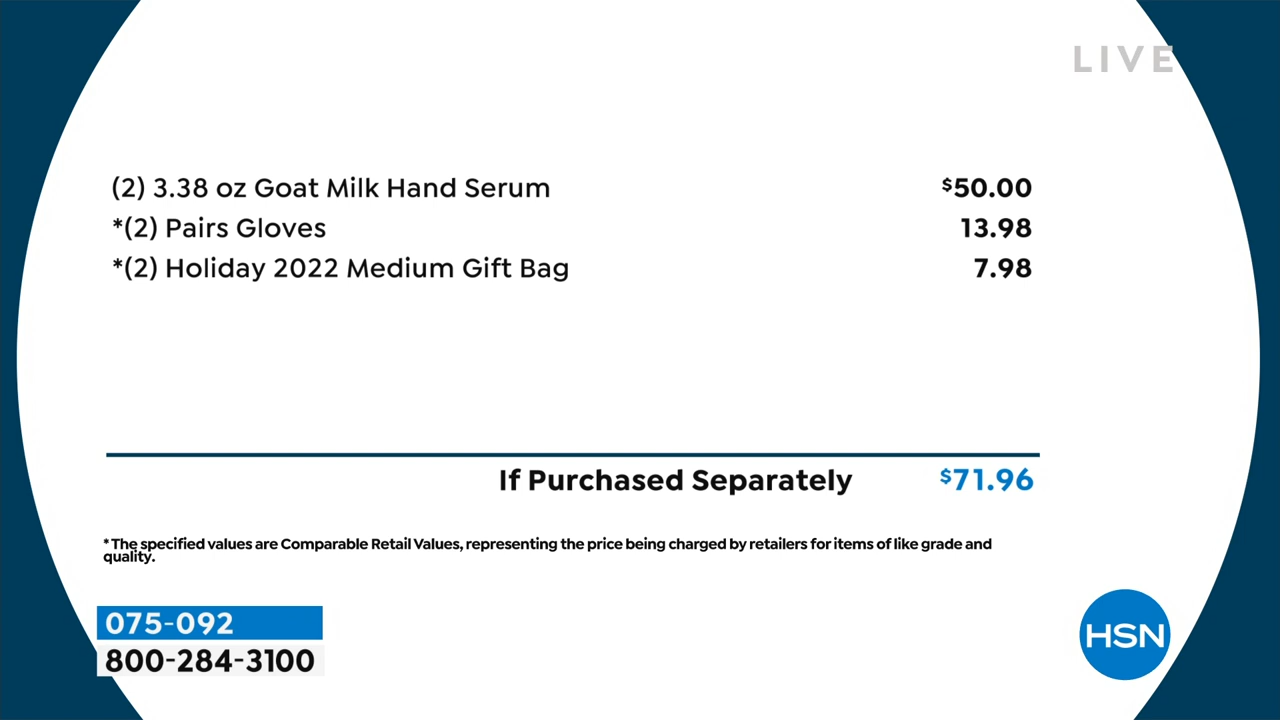 LIVE
(2) 3.38 oz Goat Milk Hand Serum $50.00
*(2) Pairs Gloves 13.98
*(2) Holiday 2022 Medium Gift Bag 7.98
If Purchased Separately $71.96
*The specified values are Comparable Retail Values, representing the price being charged by retailers for items of like grade and
quality.
075-092
800-284-3100
HSN